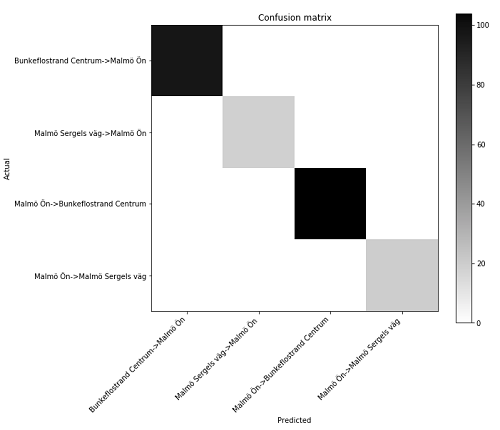 Confusion matrix
Actual
Bunkeflostrand Centrum->Malmö Ön
Malmö Sergels väg->Malmö Ön
Malmö Ön->Bunkeflostrand Centrum
Malmö Ön->Malmö Sergels väg
Bunkeflostrand Centrum->Malmö Ön
Malmö Sergels väg->Malmö Ön
Malmö Ön->Bunkeflostrand Centrum
Malmö Ön->Malmö Sergels väg
Predicted
100
80
60
40
20
0